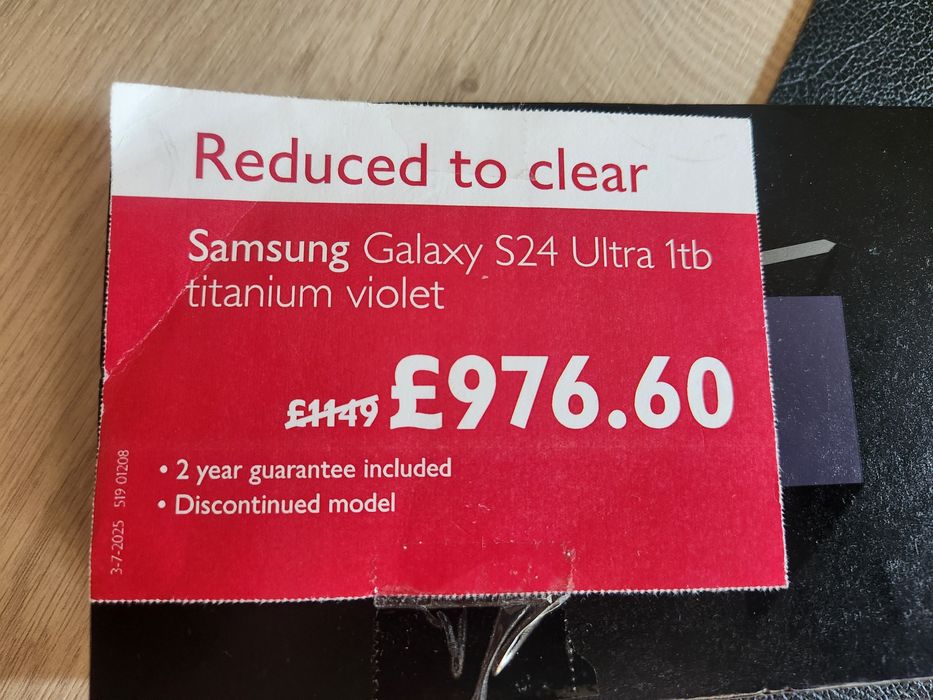 Reduced to clear
Samsung Galaxy S24 Ultra 1tb
titanium violet
£1149 £976.60
• 2 year guarantee included
• Discontinued model
3-7-2025 519 01208